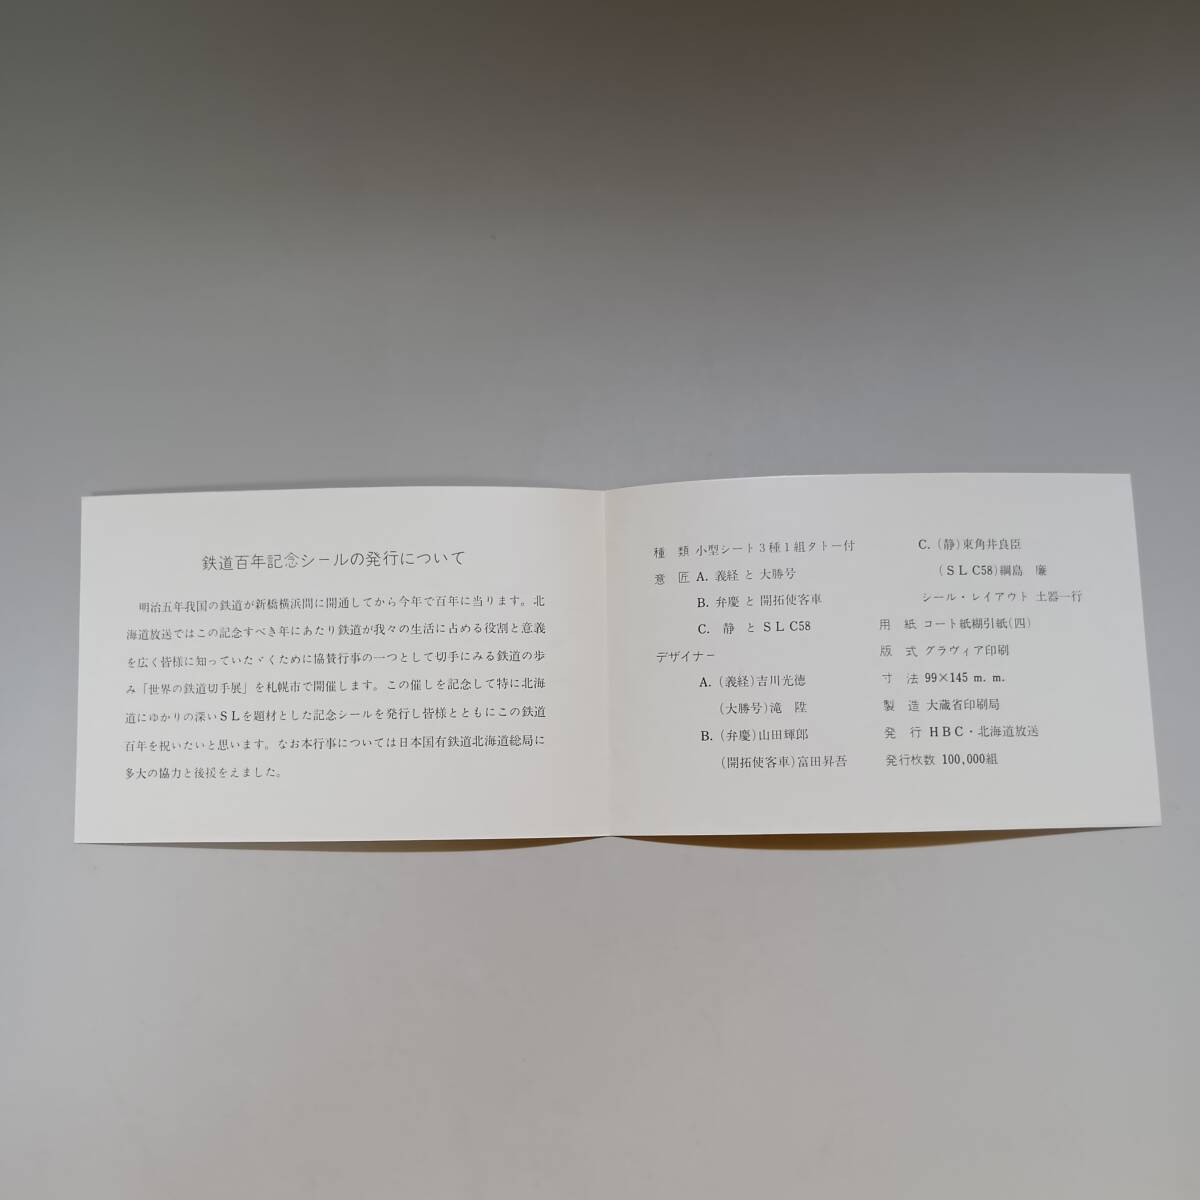 鉄道百年記念シールの発行について
明治五年我国の鉄道が新橋横浜間に開通してから今年で百年に当ります。北
海道放送ではこの記念すべき年にあたり鉄道が我々の生活に占める役割と意義
を広く皆様に知っていたゞくために協賛行事の一つとして切手にみる鉄道の歩
み「世界の鉄道切手展」を札幌市で開催します。この催しを記念して特に北海
道にゆかりの深いSLを題材とした記念シールを発行し皆様とともにこの鉄道
百年を祝いたいと思います。なお本行事については日本国有鉄道北海道総局に
多大の協力と後援をえました。
種 類 小型シート3種1組タトー付
意 匠 A. 義経 と 大勝号
B. 弁慶 と 開拓使客車
C. 静 と SL C58
デザイナー
A. (義経)吉川光徳
(大勝号)滝 陞
B. (弁慶)山田輝郎
(開拓使客車)富田昇吾
C. (静)東角井良臣
(SL C58)綱島 廉
シール・レイアウト 土器一行
用 紙 コート紙糊引紙(四)
版 式 グラヴィア印刷
寸 法 99×145 m. m.
製 造 大蔵省印刷局
発 行 HBC・北海道放送
発行枚数 100,000組